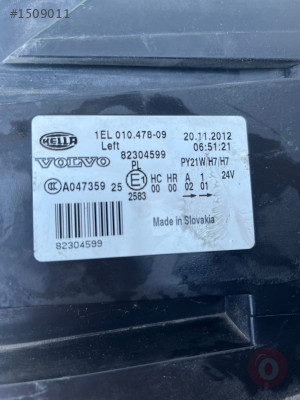 #1509011
HELLA 1EL 010.476-09 20.11.2012
Left 06:51:21
VOLVO 82304599
PL PY21W/H7/H7
CCC A047359 25 E1 HC HR A 1 24V
2583 00 00 02 01
Made in Slovakia
82304599